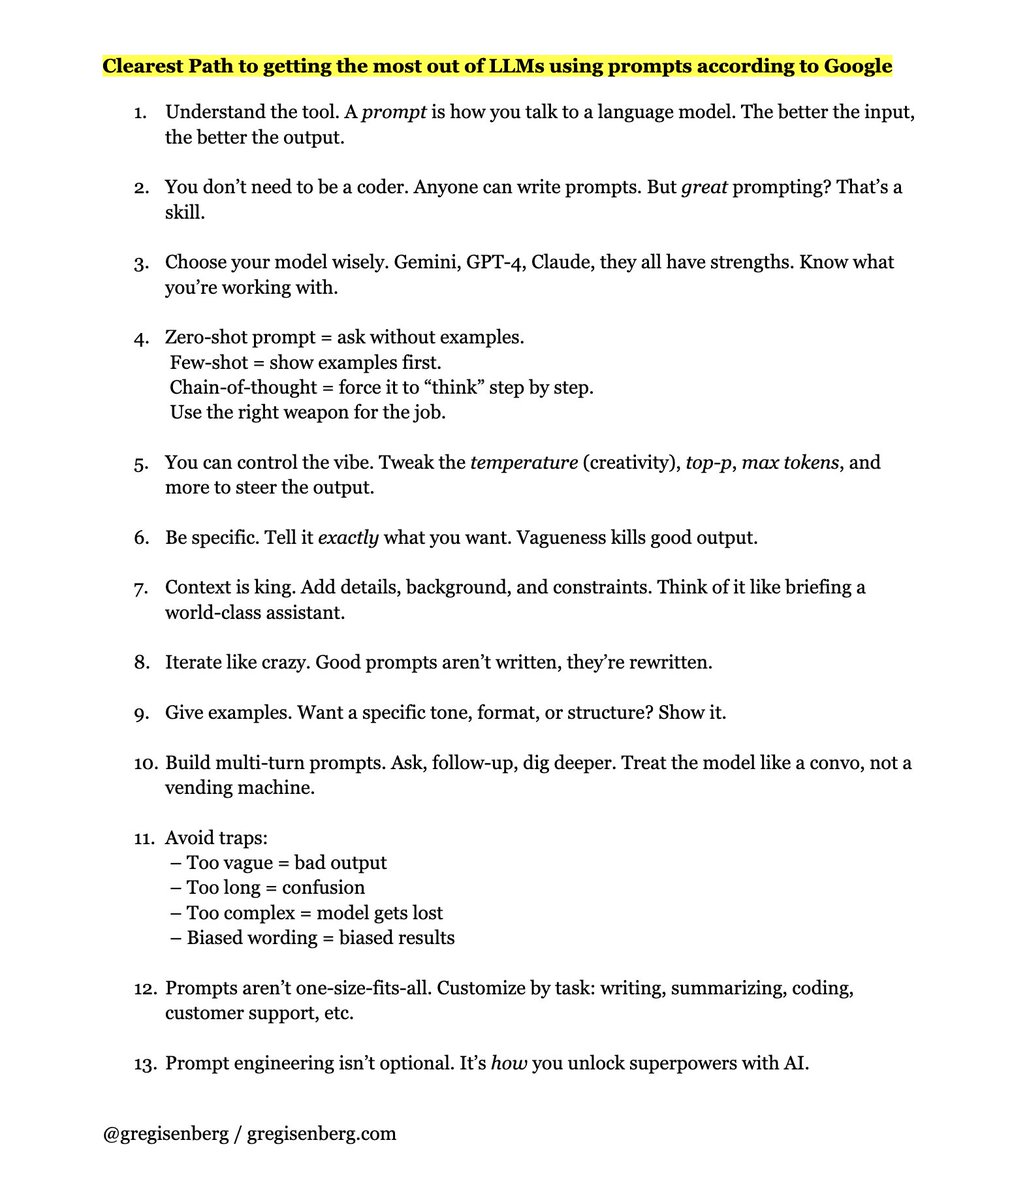 Clearest Path to getting the most out of LLMs using prompts according to Google
1. Understand the tool. A prompt is how you talk to a language model. The better the input,
the better the output.
2. You don’t need to be a coder. Anyone can write prompts. But great prompting? That’s a
skill.
3. Choose your model wisely. Gemini, GPT-4, Claude, they all have strengths. Know what
you’re working with.
4. Zero-shot prompt = ask without examples.
Few-shot = show examples first.
Chain-of-thought = force it to “think” step by step.
Use the right weapon for the job.
5. You can control the vibe. Tweak the temperature (creativity), top-p, max tokens, and
more to steer the output.
6. Be specific. Tell it exactly what you want. Vagueness kills good output.
7. Context is king. Add details, background, and constraints. Think of it like briefing a
world-class assistant.
8. Iterate like crazy. Good prompts aren’t written, they’re rewritten.
9. Give examples. Want a specific tone, format, or structure? Show it.
10. Build multi-turn prompts. Ask, follow-up, dig deeper. Treat the model like a convo, not a
vending machine.
11. Avoid traps:
– Too vague = bad output
– Too long = confusion
– Too complex = model gets lost
– Biased wording = biased results
12. Prompts aren’t one-size-fits-all. Customize by task: writing, summarizing, coding,
customer support, etc.
13. Prompt engineering isn’t optional. It’s how you unlock superpowers with AI.
@gregisenberg / gregisenberg.com